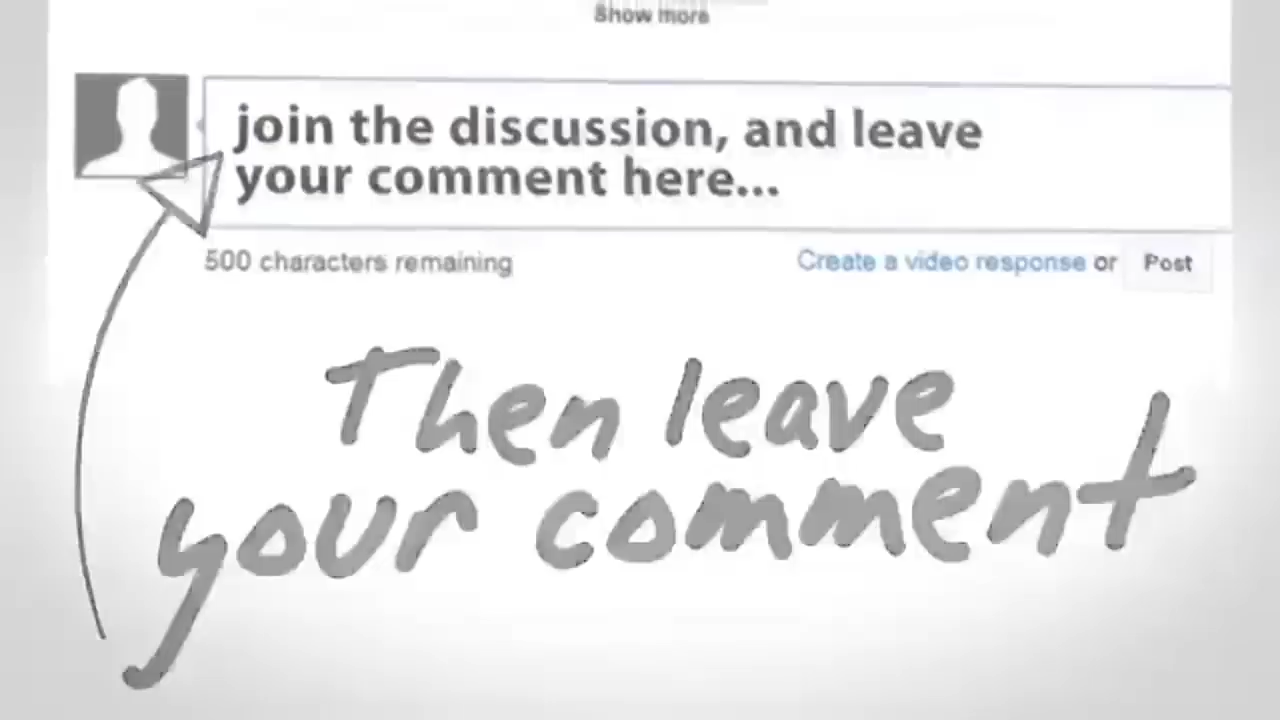 Show more
join the discussion, and leave
your comment here...
500 characters remaining
Create a video response or Post
Then leave
your comment